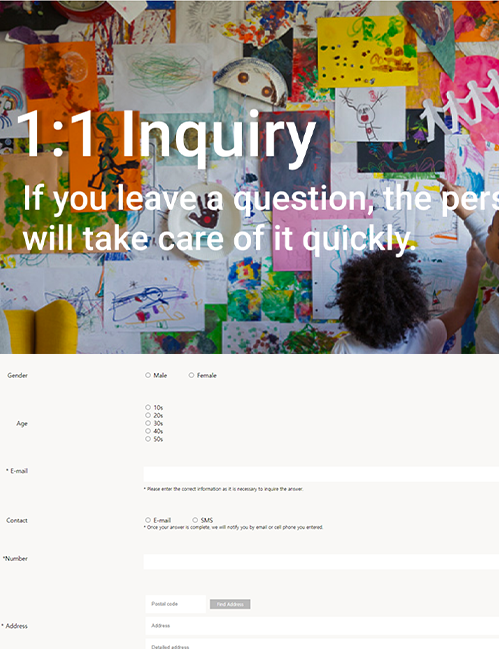 1:1 Inquiry
If you leave a question, the pers
will take care of it quickly.
Gender Male Female
Age
10s
20s
30s
40s
50s
* E-mail
* Please enter the correct information as it is necessary to inquire the answer.
Contact E-mail SMS
* Once your answer is complete, we will notify you by email or cell phone you entered.
*Number
Postal code Find Address
* Address Address
Detailed address